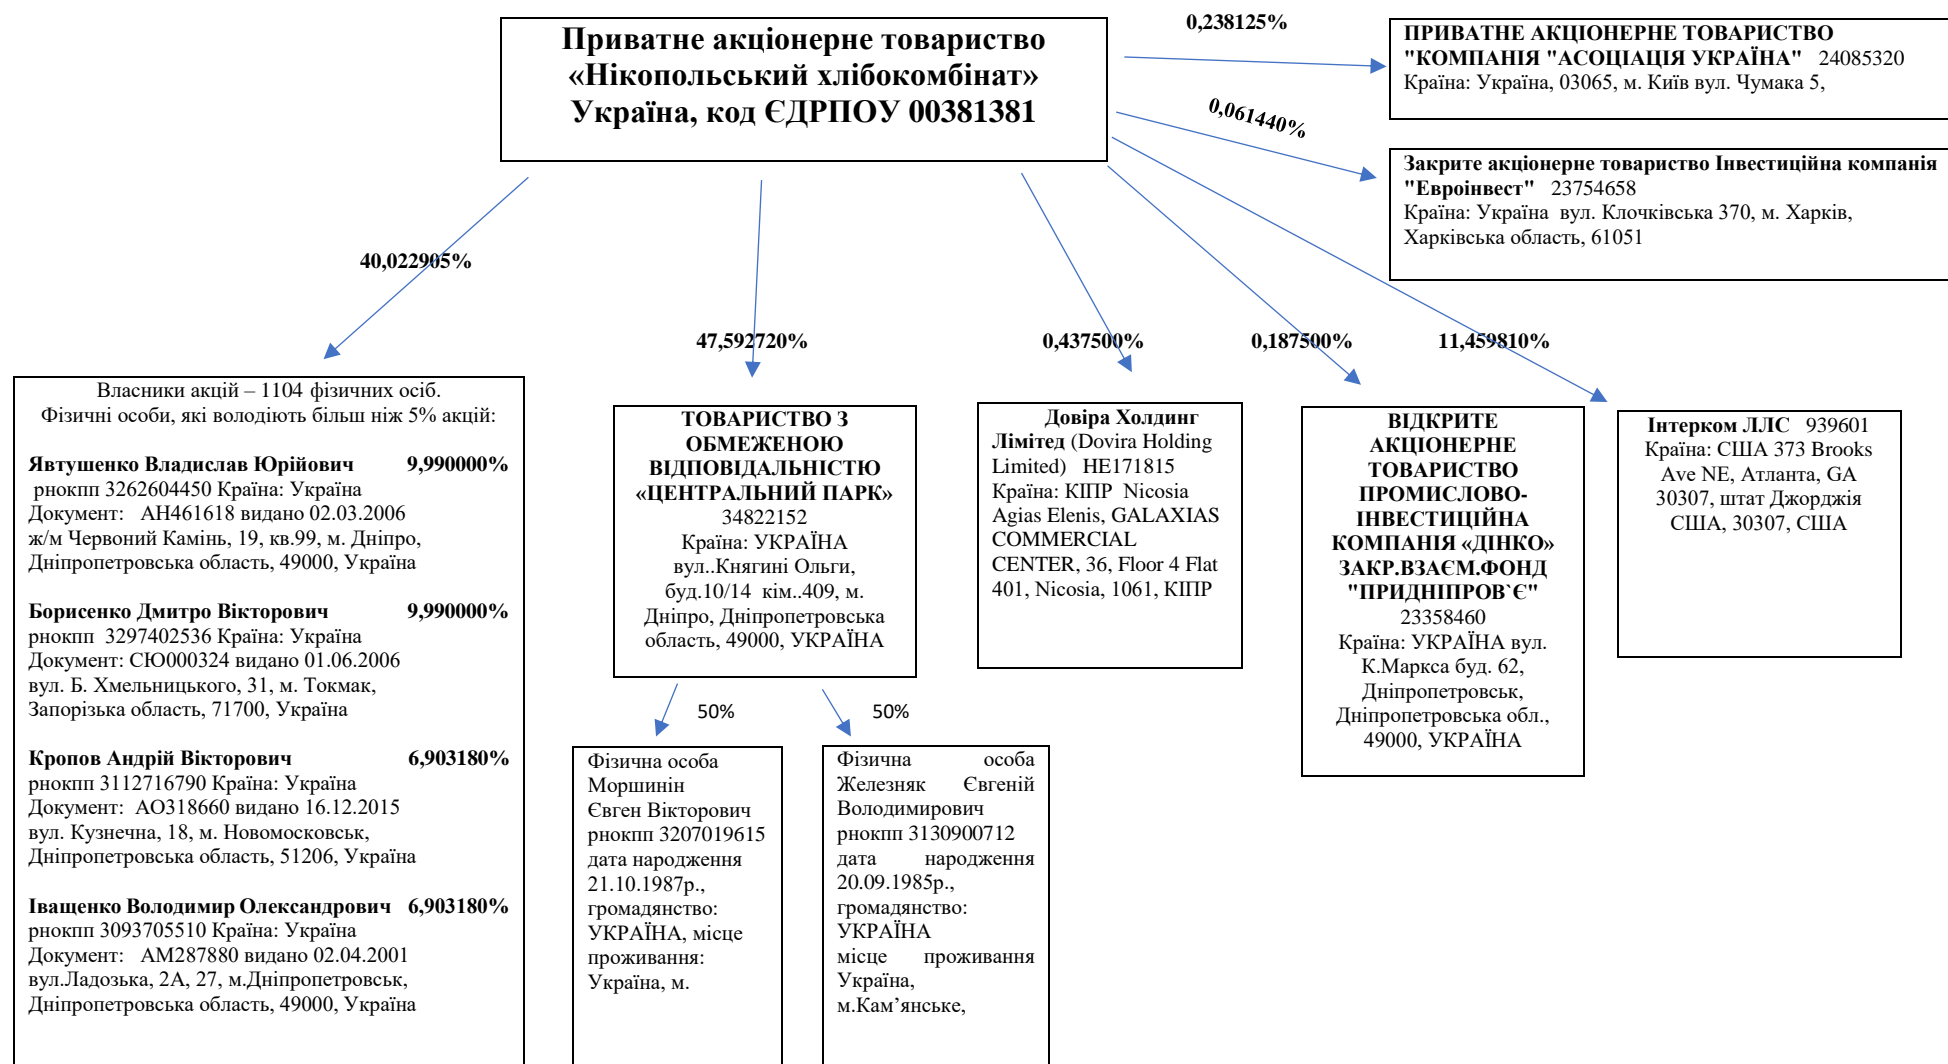 Приватне акціонерне товариство
«Нікопольський хлібокомбінат»
Україна, код ЄДРПОУ 00381381
0,238125%
ПРИВАТНЕ АКЦІОНЕРНЕ ТОВАРИСТВО
"КОМПАНІЯ "АСОЦІАЦІЯ УКРАЇНА" 24085320
Країна: Україна, 03065, м. Київ вул. Чумака 5,
0,061440%
Закрите акціонерне товариство Інвестиційна компанія
"Евроінвест" 23754658
Країна: Україна вул. Клочківська 370, м. Харків,
Харківська область, 61051
40,022905%
47,592720%
0,437500%
0,187500%
11,459810%
Власники акцій – 1104 фізичних осіб.
Фізичні особи, які володіють більш ніж 5% акцій:
Явтушенко Владислав Юрійович 9,990000%
рнокпп 3262604450 Країна: Україна
Документ: АН461618 видано 02.03.2006
ж/м Червоний Камінь, 19, кв.99, м. Дніпро,
Дніпропетровська область, 49000, Україна
Борисенко Дмитро Вікторович 9,990000%
рнокпп 3297402536 Країна: Україна
Документ: СЮ000324 видано 01.06.2006
вул. Б. Хмельницького, 31, м. Токмак,
Запорізька область, 71700, Україна
Кропов Андрій Вікторович 6,903180%
рнокпп 3112716790 Країна: Україна
Документ: АО318660 видано 16.12.2015
вул. Кузнечна, 18, м. Новомосковськ,
Дніпропетровська область, 51206, Україна
Іващенко Володимир Олександрович 6,903180%
рнокпп 3093705510 Країна: Україна
Документ: АМ287880 видано 02.04.2001
вул.Ладозька, 2А, 27, м.Дніпропетровськ,
Дніпропетровська область, 49000, Україна
ТОВАРИСТВО З
ОБМЕЖЕНОЮ
ВІДПОВІДАЛЬНІСТЮ
«ЦЕНТРАЛЬНИЙ ПАРК»
34822152
Країна: УКРАЇНА
вул..Княгині Ольги,
буд.10/14 кім..409, м.
Дніпро, Дніпропетровська
область, 49000, УКРАЇНА
50%
50%
Фізична особа
Моршинін
Євген Вікторович
рнокпп 3207019615
дата народження
21.10.1987р.,
громадянство:
УКРАЇНА, місце
проживання:
Україна, м.
Фізична особа
Железняк Євгеній
Володимирович
рнокпп 3130900712
дата народження
20.09.1985р.,
громадянство:
УКРАЇНА
місце проживання
Україна,
м.Кам’янське,
Довіра Холдинг
Лімітед (Dovira Holding
Limited) HE171815
Країна: КІПР Nicosia
Agias Elenis, GALAXIAS
COMMERCIAL
CENTER, 36, Floor 4 Flat
401, Nicosia, 1061, КІПР
ВІДКРИТЕ
АКЦІОНЕРНЕ
ТОВАРИСТВО
ПРОМИСЛОВО-
ІНВЕСТИЦІЙНА
КОМПАНІЯ «ДІНКО»
ЗАКР.ВЗАЄМ.ФОНД
"ПРИДНІПРОВ`Є"
23358460
Країна: УКРАЇНА вул.
К.Маркса буд. 62,
Дніпропетровськ,
Дніпропетровська обл.,
49000, УКРАЇНА
Інтерком ЛЛС 939601
Країна: США 373 Brooks
Ave NE, Атланта, GA
30307, штат Джорджія
США, 30307, США